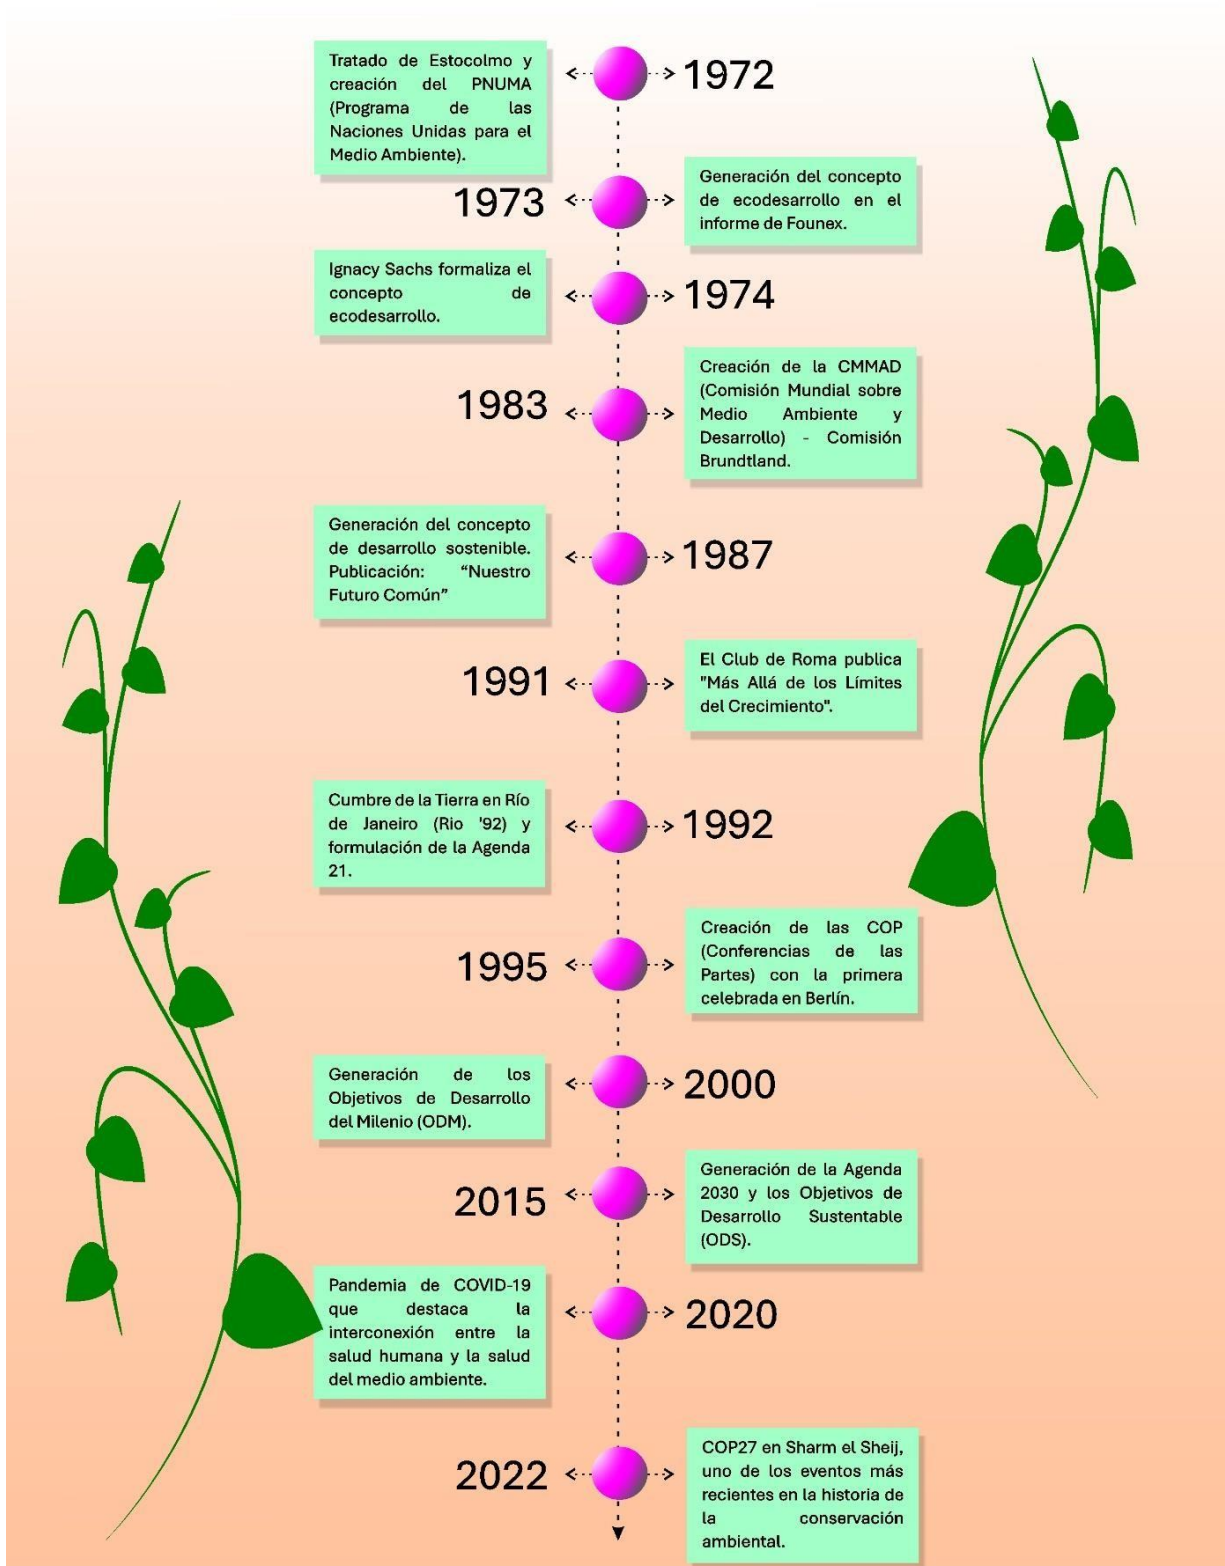 Tratado de Estocolmo y
creación del PNUMA
(Programa de las
Naciones Unidas para el
Medio Ambiente).
1972
1973
Generación del concepto
de ecodesarrollo en el
informe de Founex.
Ignacy Sachs formaliza el
concepto de
ecodesarrollo.
1974
1983
Creación de la CMMAD
(Comisión Mundial sobre
Medio Ambiente y
Desarrollo) - Comisión
Brundtland.
Generación del concepto
de desarrollo sostenible.
Publicación: “Nuestro
Futuro Común”
1987
1991
El Club de Roma publica
"Más Allá de los Límites
del Crecimiento".
Cumbre de la Tierra en Río
de Janeiro (Rio '92) y
formulación de la Agenda
21.
1992
1995
Creación de las COP
(Conferencias de las
Partes) con la primera
celebrada en Berlín.
Generación de los
Objetivos de Desarrollo
del Milenio (ODM).
2000
2015
Generación de la Agenda
2030 y los Objetivos de
Desarrollo Sustentable
(ODS).
Pandemia de COVID-19
que destaca la
interconexión entre la
salud humana y la salud
del medio ambiente.
2020
2022
COP27 en Sharm el Sheij,
uno de los eventos más
recientes en la historia de
la conservación
ambiental.